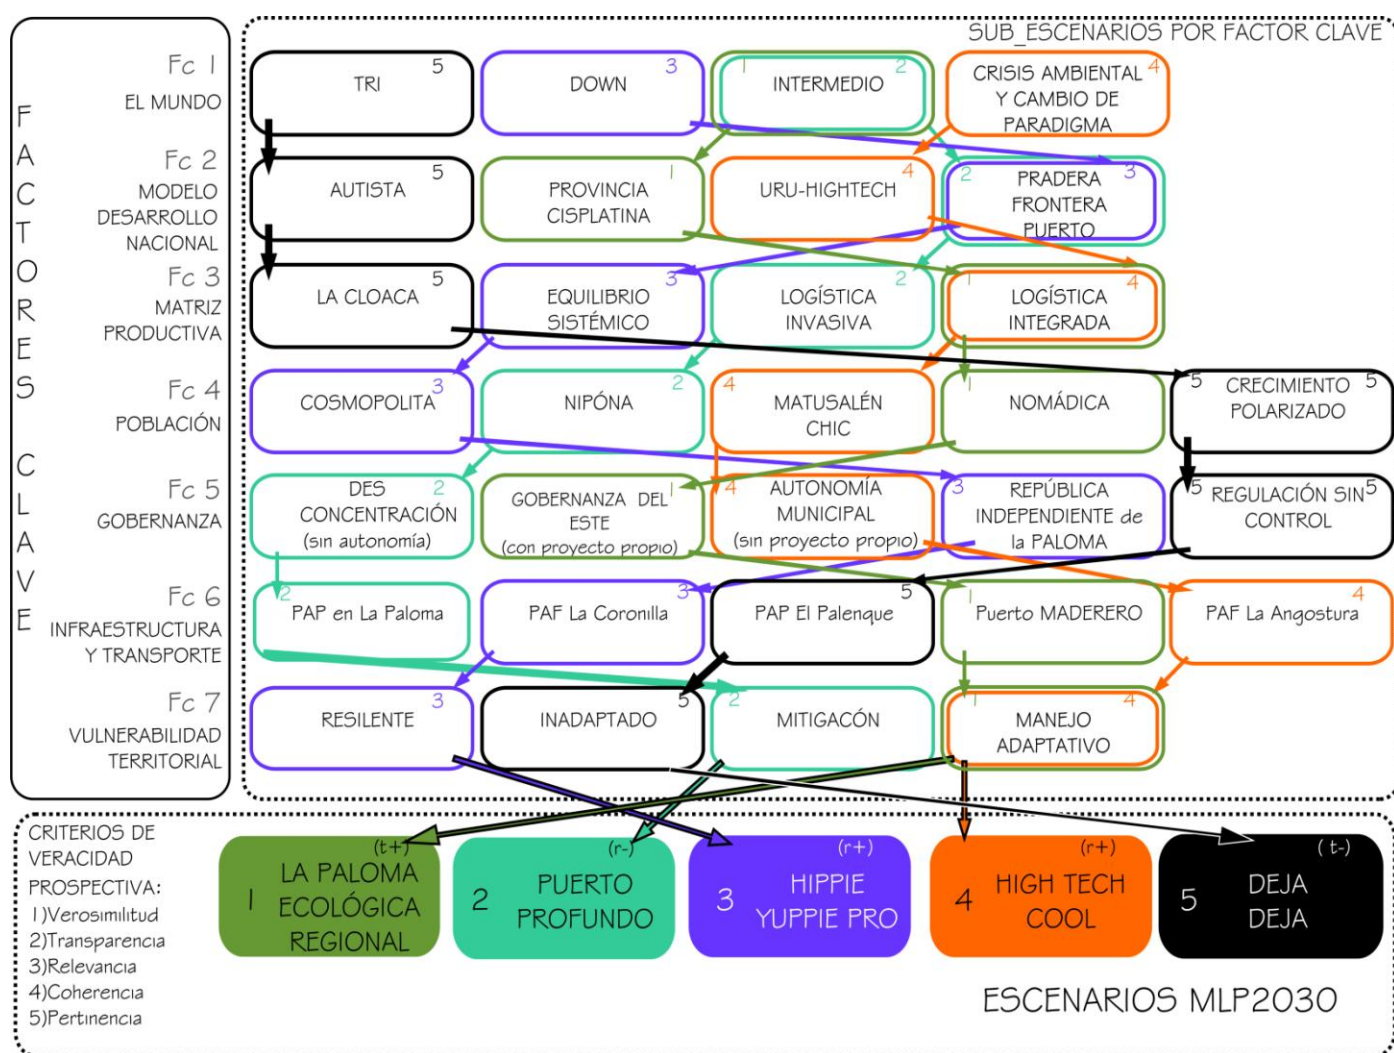 SUB_ESCENARIOS POR FACTOR CLAVE
FACTORES CLAVE
Fc 1
EL MUNDO
TRI
5
DOWN
3
1
INTERMEDIO
2
CRISIS AMBIENTAL
Y CAMBIO DE
PARADIGMA
4
Fc 2
MODELO
DESARROLLO
NACIONAL
AUTISTA
5
PROVINCIA
CISPLATINA
1
URU-HIGHTECH
4
2
PRADERA
FRONTERA
PUERTO
3
Fc 3
MATRIZ
PRODUCTIVA
LA CLOACA
5
EQUILIBRIO
SISTÉMICO
3
LOGÍSTICA
INVASIVA
2
1
LOGÍSTICA
INTEGRADA
4
Fc 4
POBLACIÓN
COSMOPOLITA
3
NIPÓNA
2
4
MATUSALÉN
CHIC
1
NOMÁDICA
5
CRECIMIENTO
POLARIZADO
5
Fc 5
GOBERNANZA
DES
CONCENTRACIÓN
(sin autonomía)
2
GOBERNANZA DEL
ESTE
(con proyecto propio)
1
4
AUTONOMÍA
MUNICIPAL
(sin proyecto propio)
3
REPÚBLICA
INDEPENDIENTE de
la PALOMA
5
REGULACIÓN SIN
CONTROL
5
Fc 6
INFRAESTRUCTURA
Y TRANSPORTE
2
PAP en La Paloma
PAF La Coronilla
3
PAP El Palenque
5
1
Puerto MADERERO
PAF La Angostura
4
Fc 7
VULNERABILIDAD
TERRITORIAL
RESILENTE
3
INADAPTADO
5
2
MITIGACÓN
1
MANEJO
ADAPTATIVO
4
CRITERIOS DE
VERACIDAD
PROSPECTIVA:
1)Verosimilitud
2)Transparencia
3)Relevancia
4)Coherencia
5)Pertinencia
(t+)
1
LA PALOMA
ECOLÓGICA
REGIONAL
(r-)
2
PUERTO
PROFUNDO
(r+)
3
HIPPIE
YUPPIE PRO
(r+)
4
HIGH TECH
COOL
( t-)
5
DEJA
DEJA
ESCENARIOS MLP2030